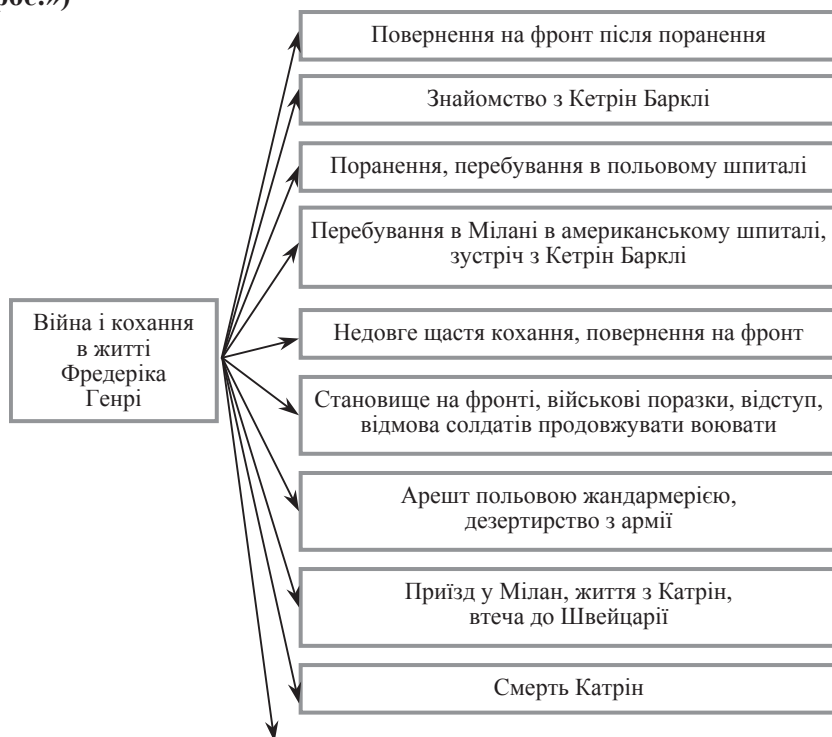 рос!»)
Повернення на фронт після поранення
Знайомство з Кетрін Барклі
Поранення, перебування в польовому шпиталі
Перебування в Мілані в американському шпиталі,
зустріч з Кетрін Барклі
Війна і кохання
в житті
Фредеріка
Генрі
Недовге щастя кохання, повернення на фронт
Становище на фронті, військові поразки, відступ,
відмова солдатів продовжувати воювати
Арешт польовою жандармерією,
дезертирство з армії
Приїзд у Мілан, життя з Катрін,
втеча до Швейцарії
Смерть Катрін